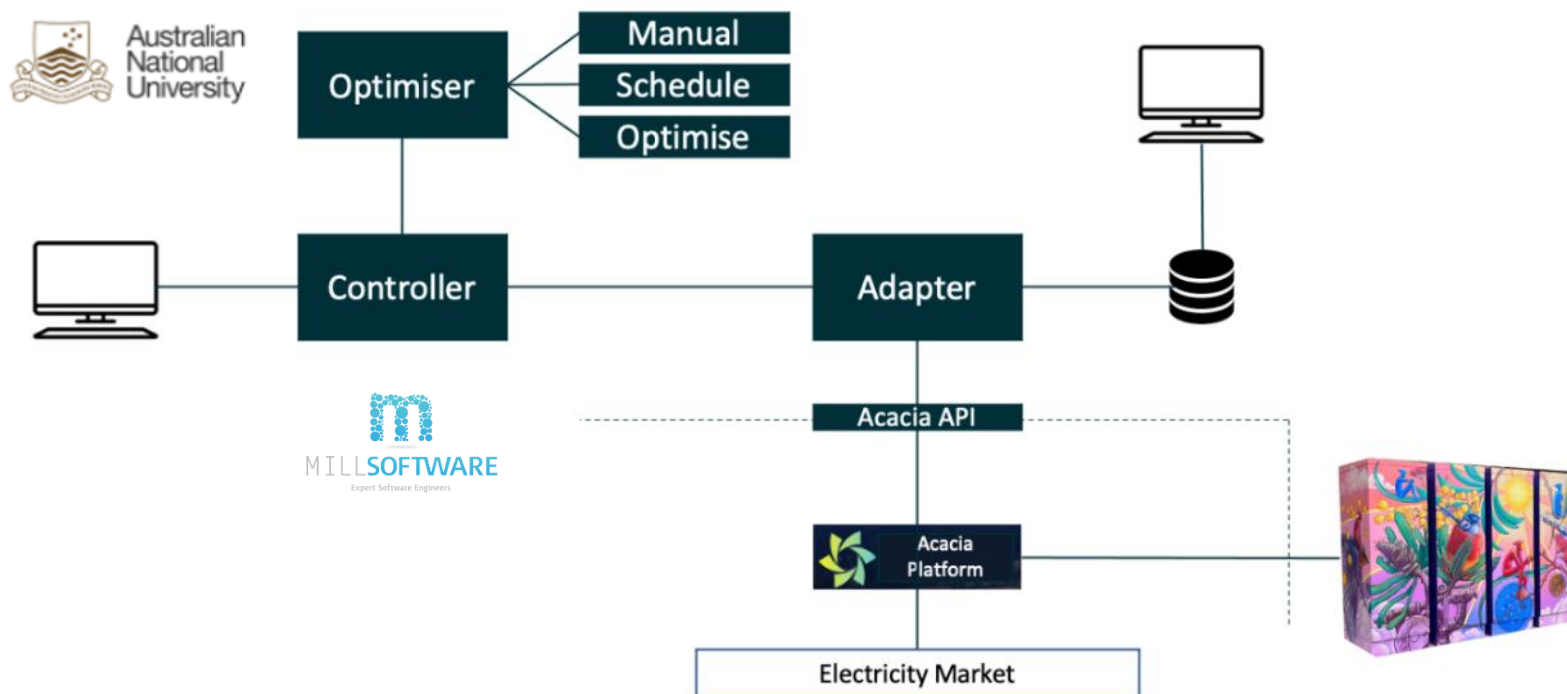 Australian
National
University
Optimiser
Manual
Schedule
Optimise
Controller
Adapter
Acacia API
MILLSOFTWARE
Expert Software Engineers
Acacia
Platform
Electricity Market